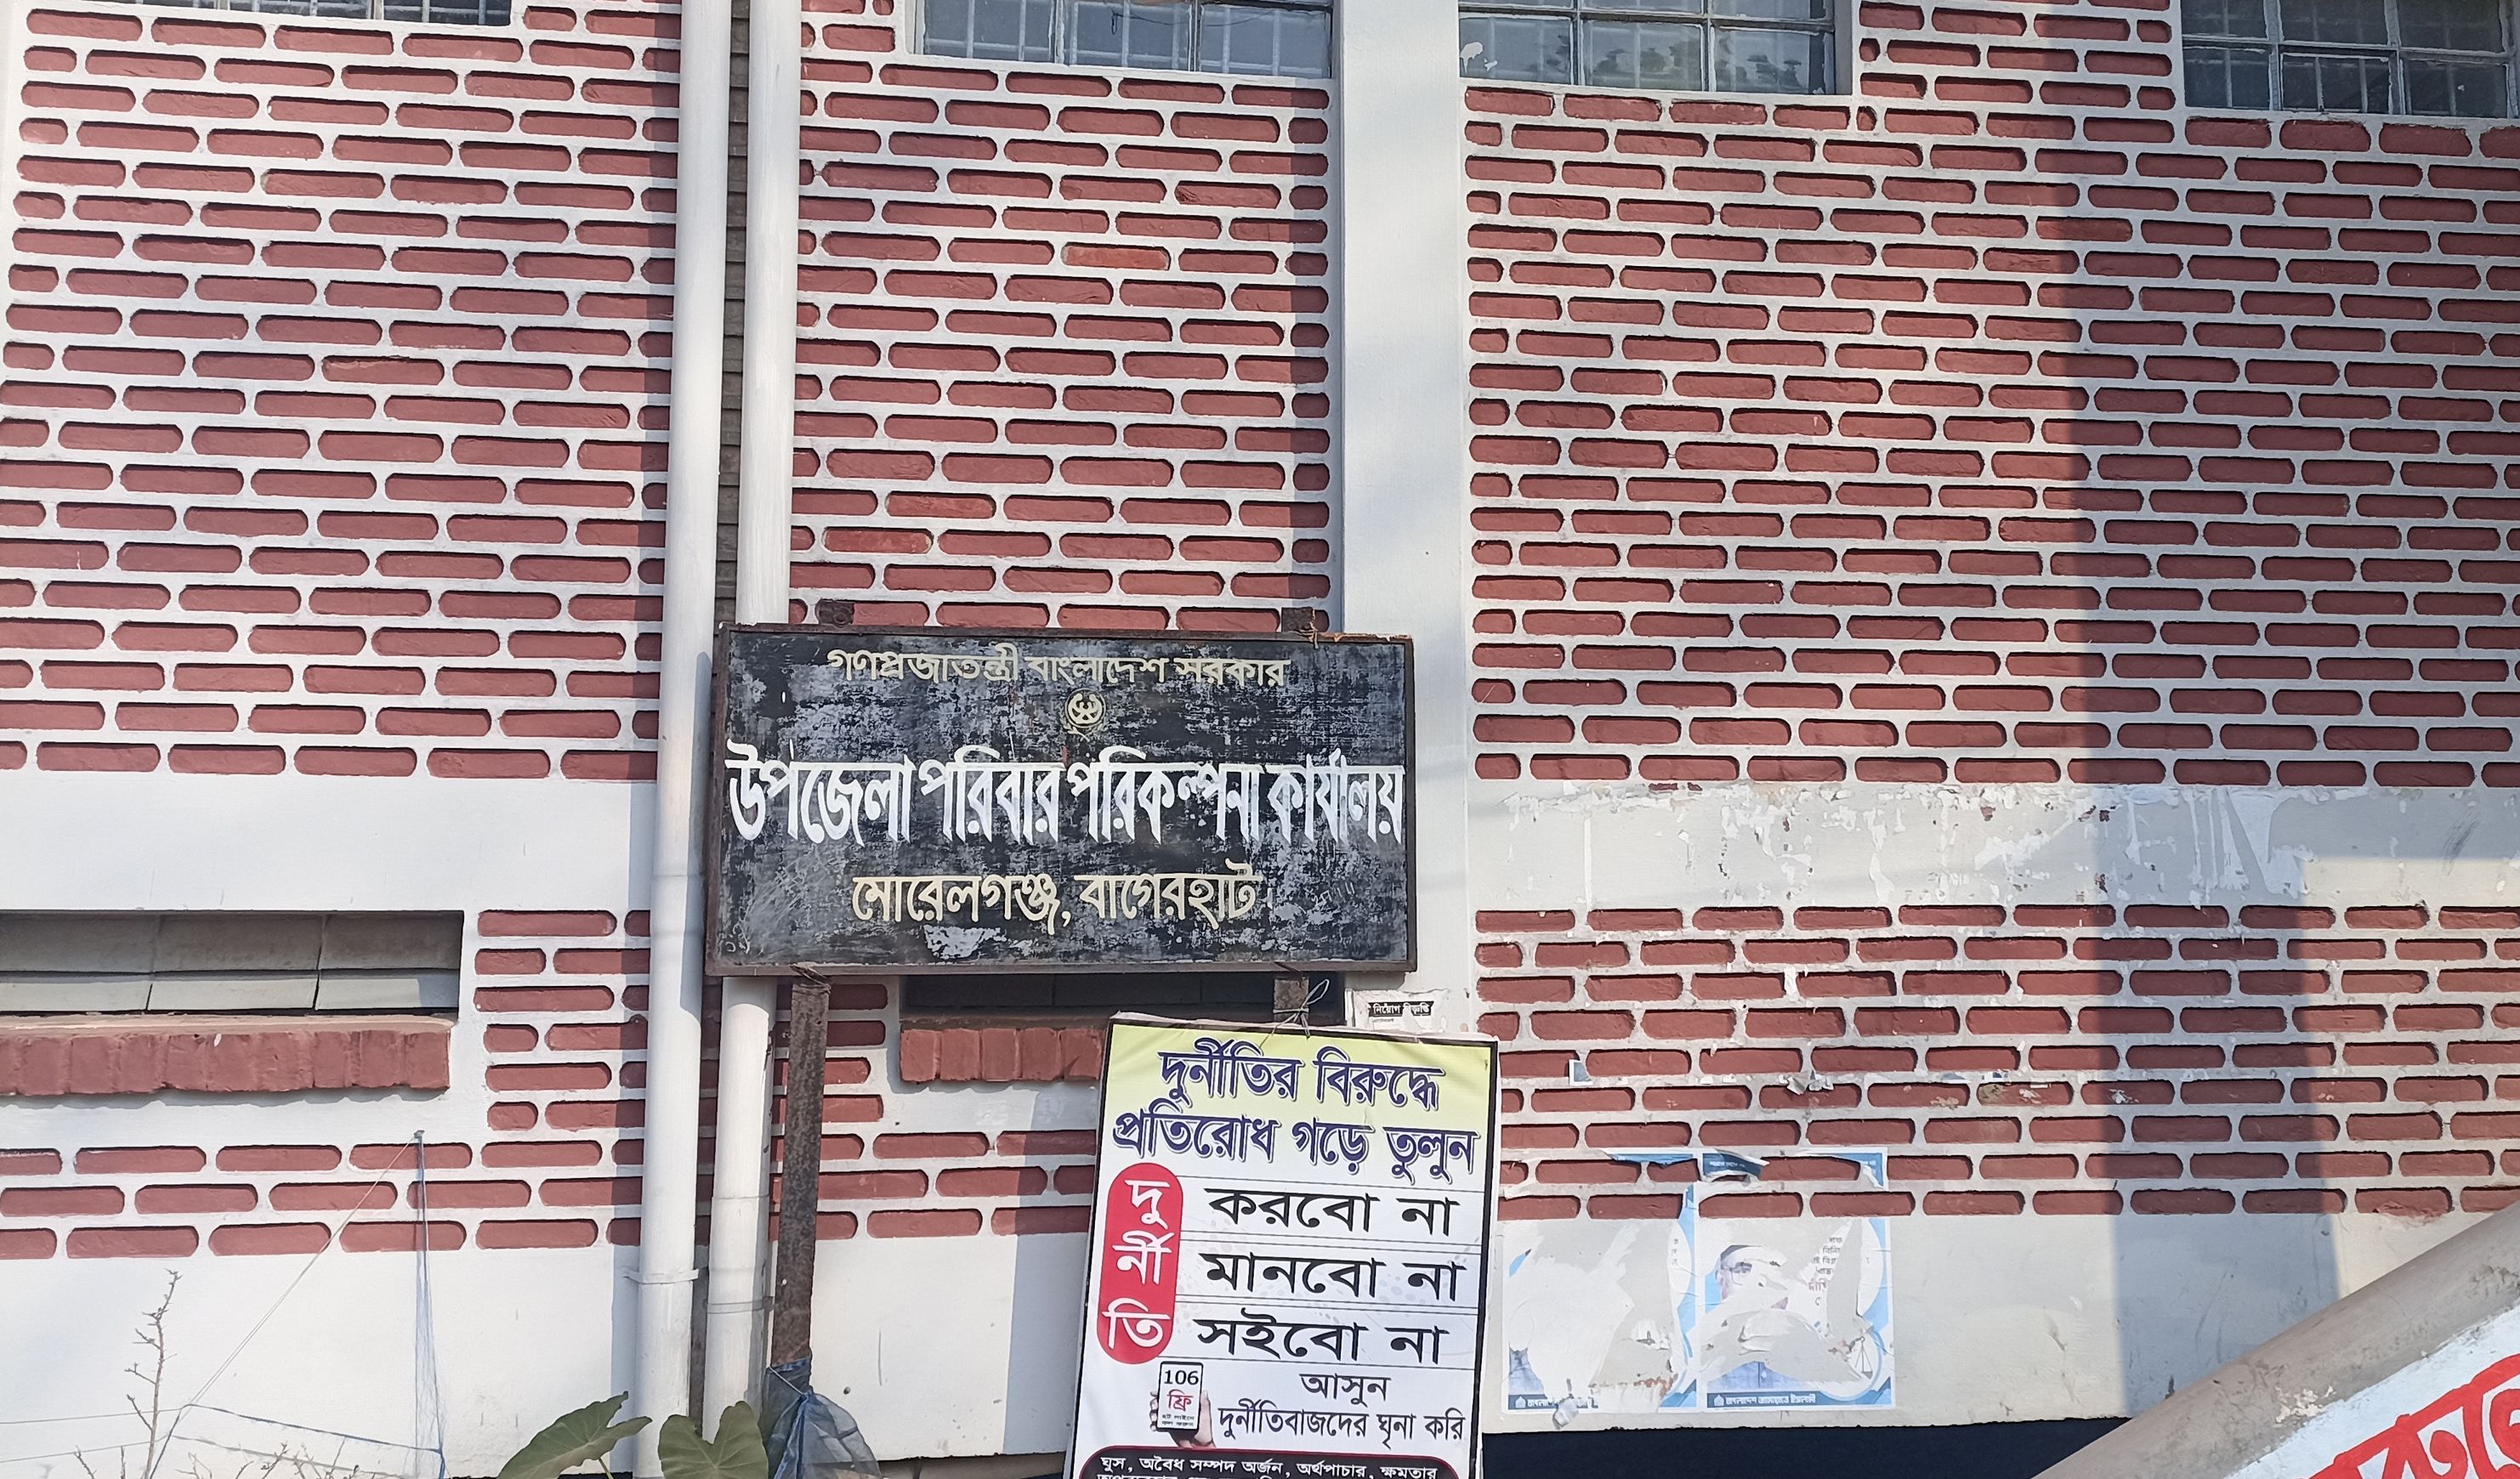 গণপ্রজাতন্ত্রী বাংলাদেশ সরকার
উপজেলা পরিবার পরিকল্পনা কার্যালয়
মোরেলগঞ্জ, বাগেরহাট
নিয়োগ
দুর্নীতির বিরুদ্ধে
প্রতিরোধ গড়ে তুলুন
দুর্নীতি
করবো না
মানবো না
সইবো না
106
ফ্রি
আসুন
দুর্নীতিবাজদের ঘৃনা করি
ঘুস, অবৈধ সম্পদ অর্জন, অর্থপাচার, ক্ষমতার